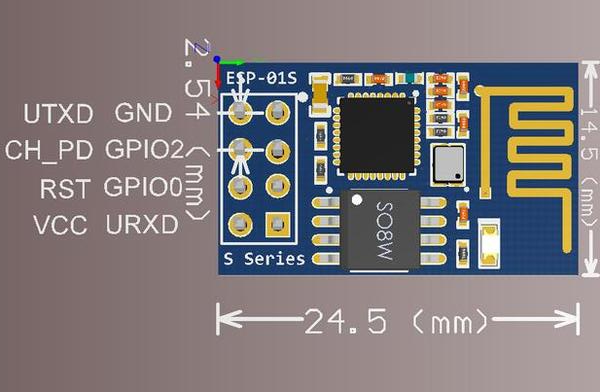 ESP-01S
2.54 (mm)
UTXD GND
CH_PD GPIO2
RST GPIO0
VCC URXD
SO8W
S Series
14.5 (mm)
24.5 (mm)